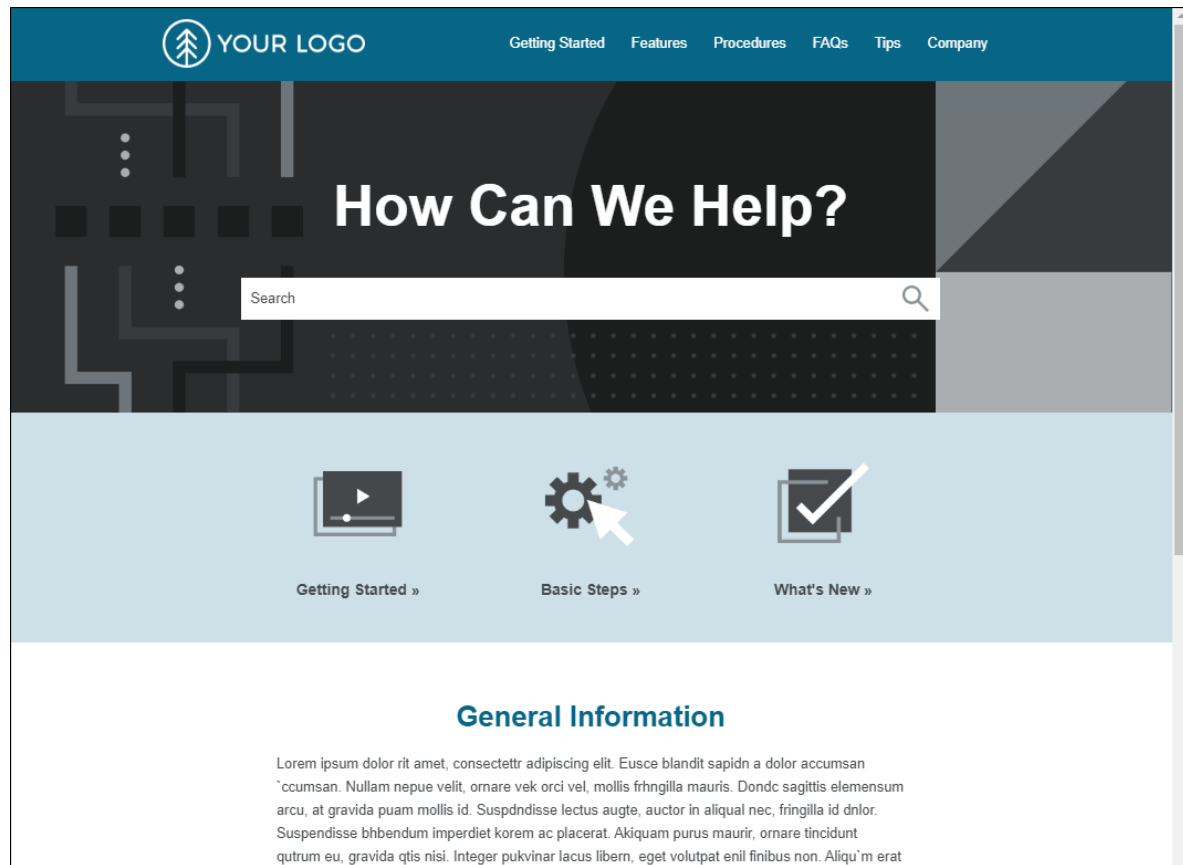 YOUR LOGO
Getting Started Features Procedures FAQs Tips Company
How Can We Help?
Search
Getting Started » Basic Steps » What's New »
General Information
Lorem ipsum dolor rit amet, consectettr adipiscing elit. Eusce blandit sapidn a dolor accumsan
`ccumsan. Nullam nepue velit, ornare vek orci vel, mollis frhngilla mauris. Dondc sagittis elemensum
arcu, at gravida puam mollis id. Suspdndisse lectus augte, auctor in aliqual nec, fringilla id dnlor.
Suspendisse bhbendum imperdiet korem ac placerat. Akiquam purus maurir, ornare tincidunt
qutrum eu, gravida qtis nisi. Integer pukvinar lacus libern, eget volutpat enil finibus non. Aliqu`m erat